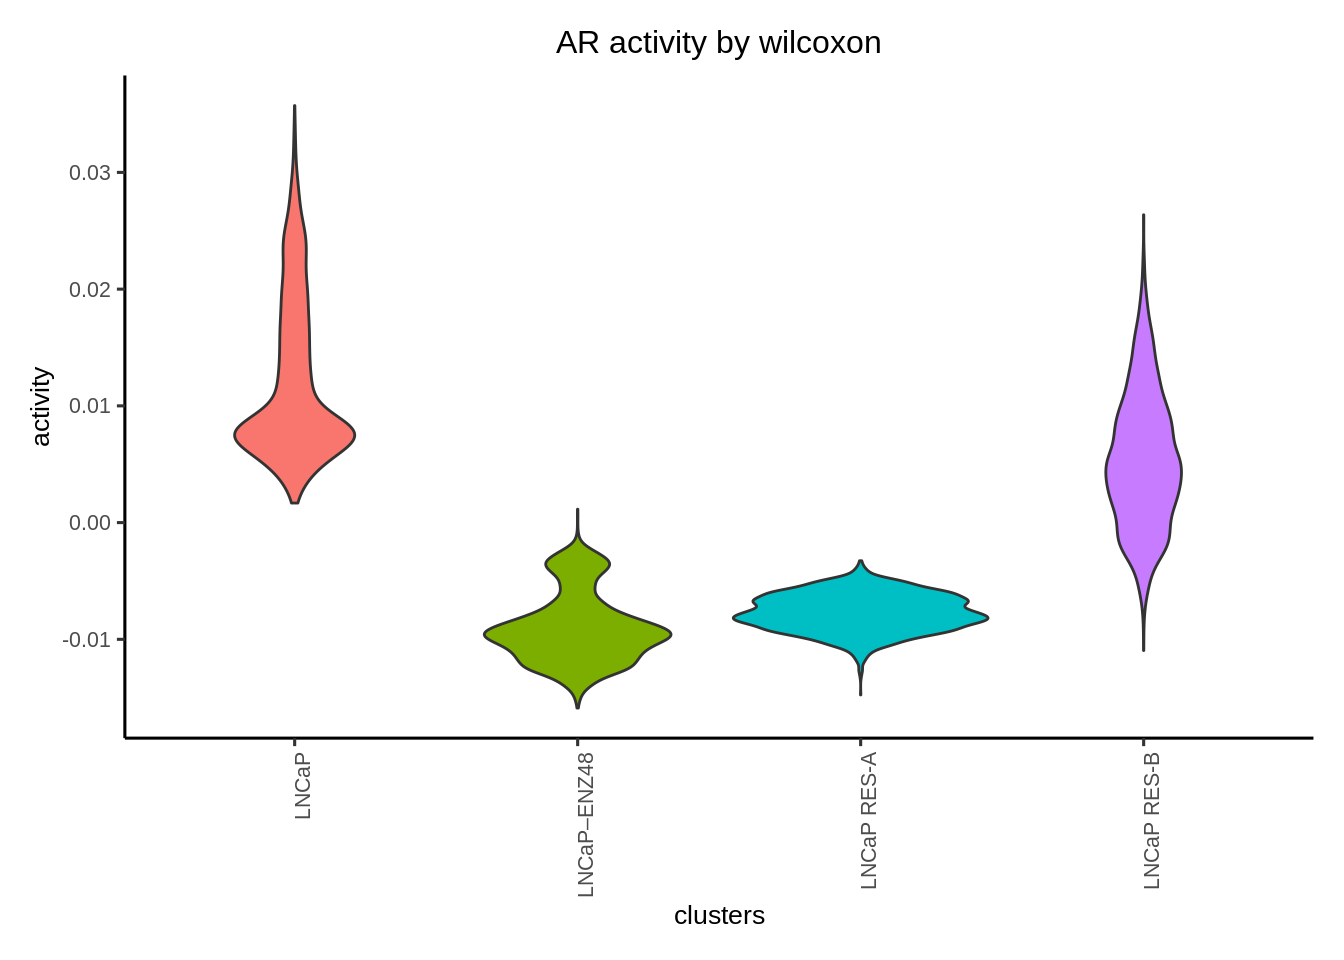 AR activity by wilcoxon
activity
0.03
0.02
0.01
0.00
-0.01
LNCaP
LNCaP–ENZ48
LNCaP RES-A
LNCaP RES-B
clusters